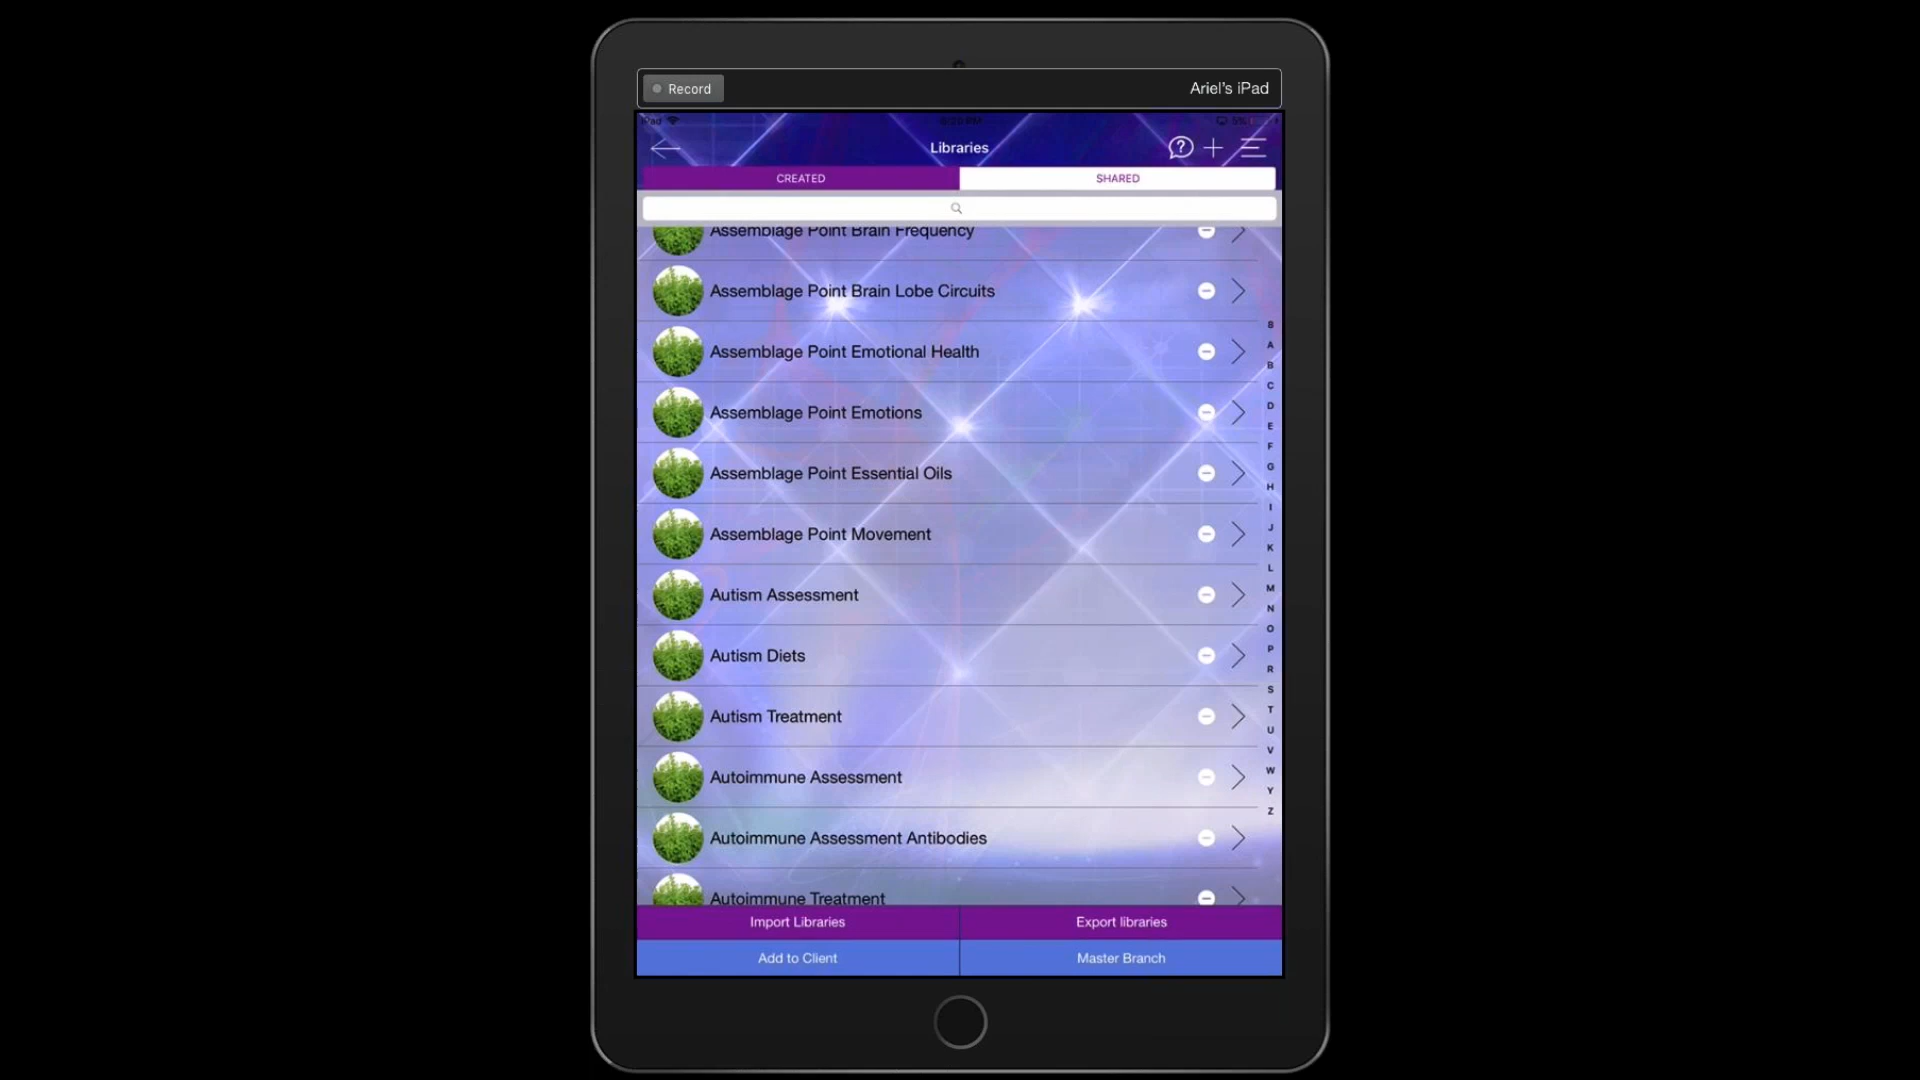 Record
Ariel's iPad
iPad
5%
Libraries
CREATED
SHARED
Assemblage Point Brain Frequency
Assemblage Point Brain Lobe Circuits
Assemblage Point Emotional Health
Assemblage Point Emotions
Assemblage Point Essential Oils
Assemblage Point Movement
Autism Assessment
Autism Diets
Autism Treatment
Autoimmune Assessment
Autoimmune Assessment Antibodies
Autoimmune Treatment
B
A
B
C
D
E
F
G
H
I
J
K
L
M
N
O
P
R
S
T
U
V
W
Y
Z
Import Libraries
Export libraries
Add to Client
Master Branch